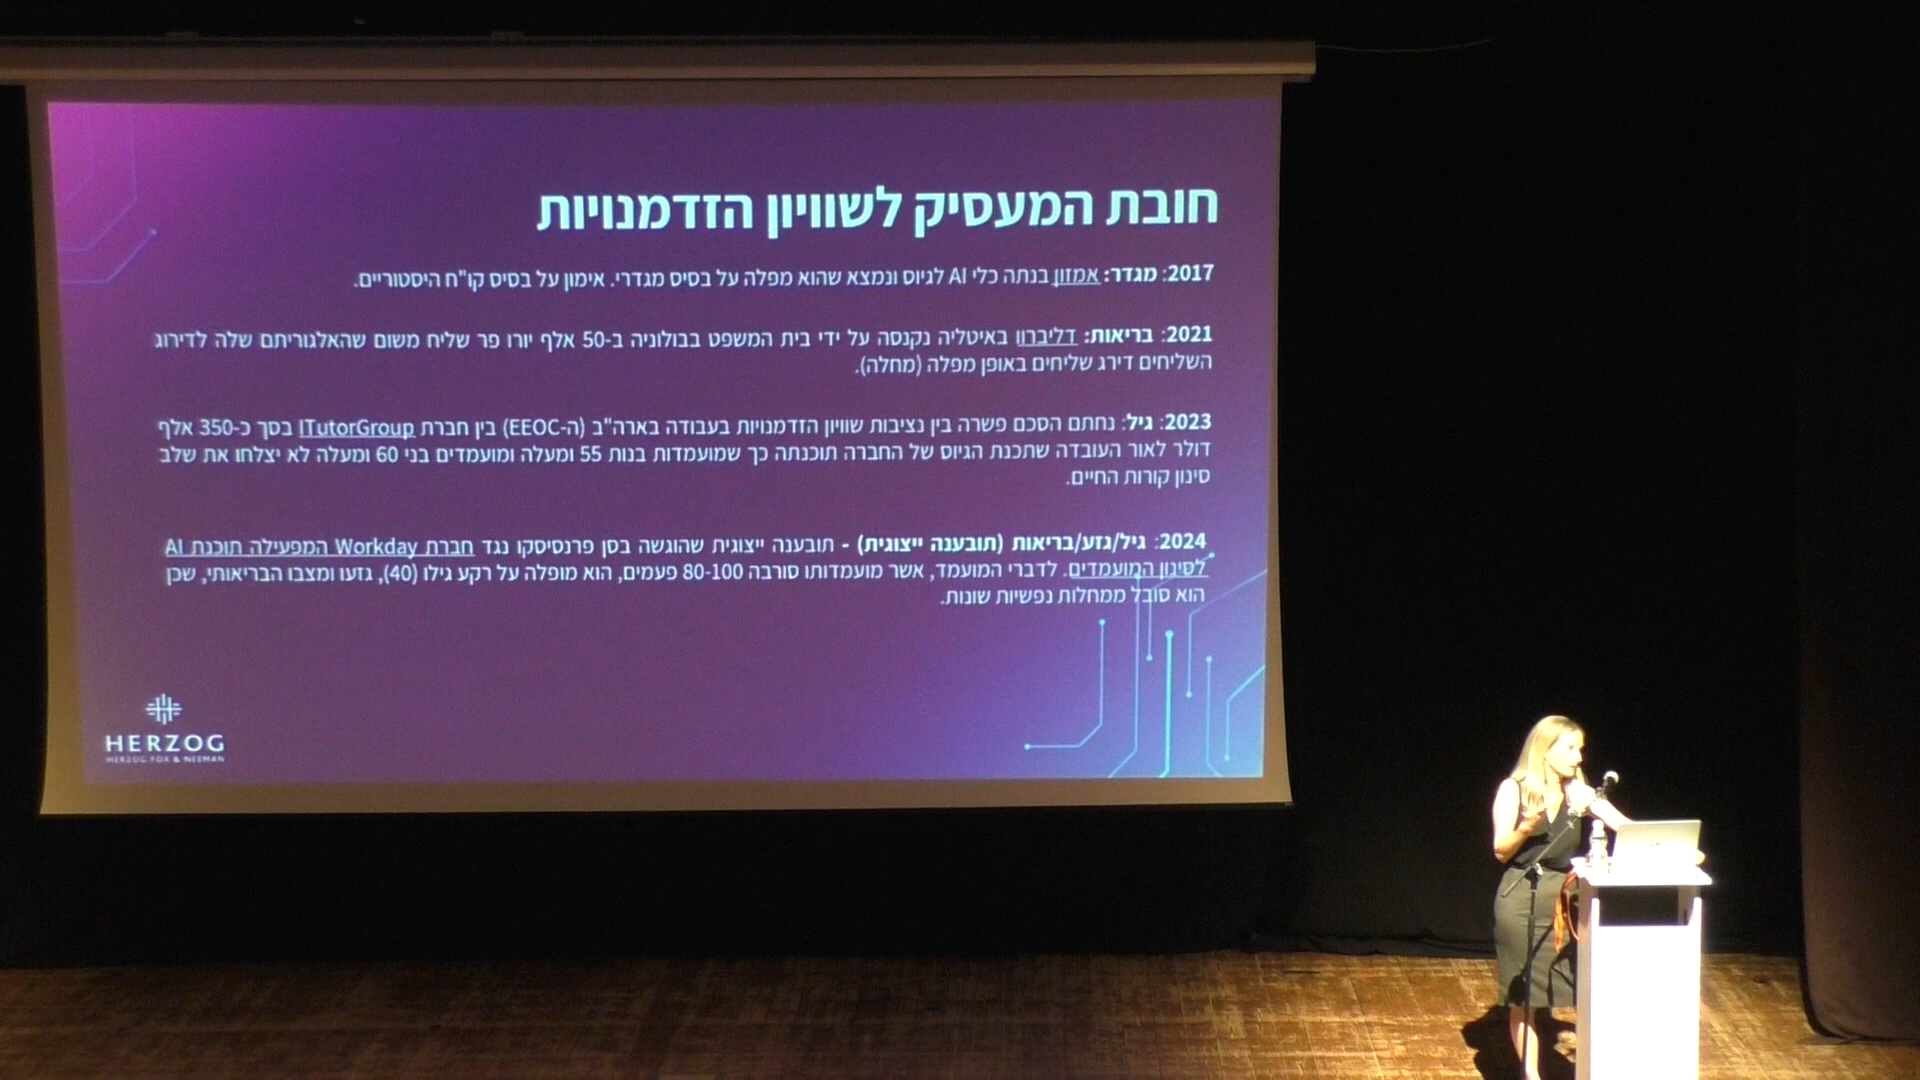 חובת המעסיק לשוויון הזדמנויות
2017: מגדר: אמזון בנתה כלי AI לגיוס ונמצא שהוא מפלה על בסיס מגדרי. אימון על בסיס קו"ח היסטוריים.
2021: בריאות: דליברוו באיטליה נקנסה על ידי בית המשפט בבולוניה ב-50 אלף יורו פר שליח משום שהאלגוריתם שלה לדירוג
השליחים דירג שליחים באופן מפלה (מחלה).
2023: גיל: נחתם הסכם פשרה בין נציבות שוויון הזדמנויות בעבודה בארה"ב (ה-EEOC) בין חברת ITutorGroup בסך כ-350 אלף
דולר לאור העובדה שתכנת הגיוס של החברה תוכנתה כך שמועמדות בנות 55 ומעלה ומועמדים בני 60 ומעלה לא יצלחו את שלב
סינון קורות החיים.
2024: גיל/גזע/בריאות (תובענה ייצוגית) - תובענה ייצוגית שהוגשה בסן פרנסיסקו נגד חברת Workday המפעילה תוכנת AI
לסינון המועמדים. לדברי המועמד, אשר מועמדותו סורבה 80-100 פעמים, הוא מופלה על רקע גילו (40), גזעו ומצבו הבריאותי, שכן
הוא סובל ממחלות נפשיות שונות.
HERZOG
HERZOG FOX & NEEMAN